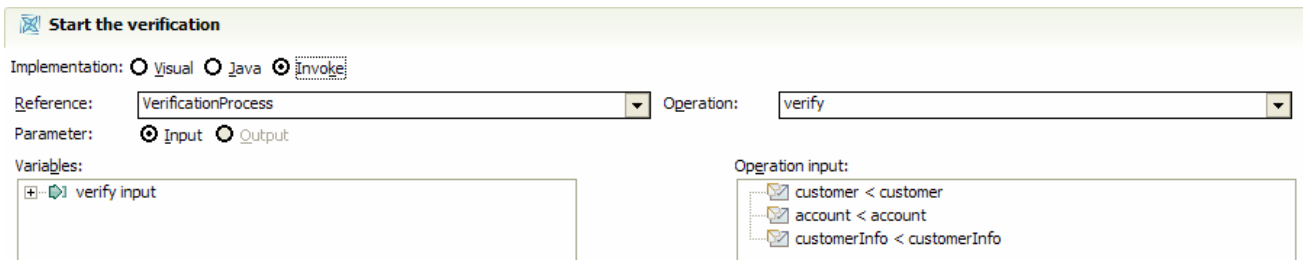 Start the verification
Implementation: Visual Java Invoke
Reference: VerificationProcess Operation: verify
Parameter: Input Output
Variables: Operation input:
verify input customer < customer
account < account
customerInfo < customerInfo